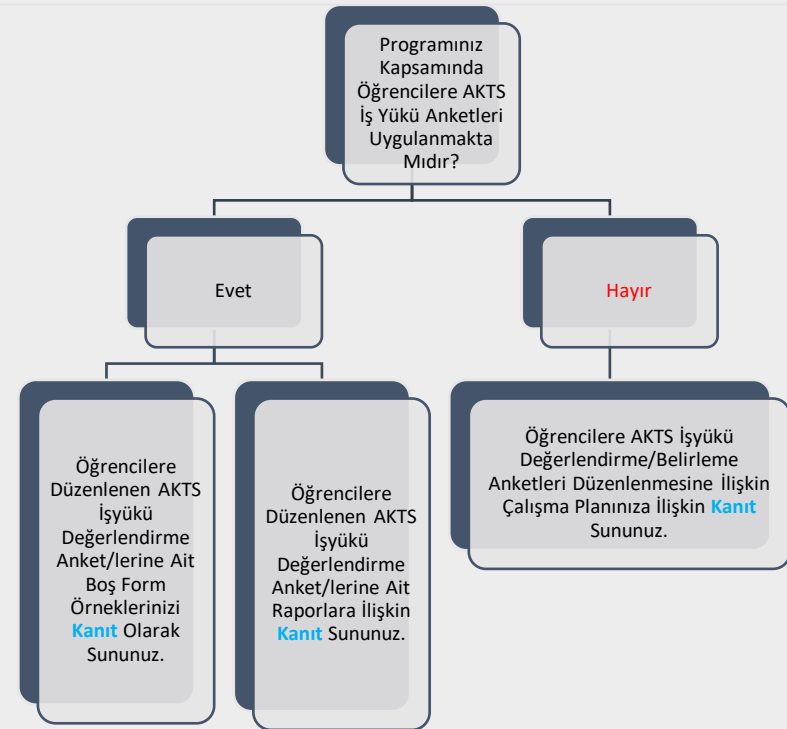 Programınız
Kapsamında
Öğrencilere AKTS
İş Yükü Anketleri
Uygulanmakta
Mıdır?
Evet
Hayır
Öğrencilere
Düzenlenen AKTS
İşyükü
Değerlendirme
Anket/lerine Ait
Boş Form
Örneklerinizi
Kanıt Olarak
Sununuz.
Öğrencilere
Düzenlenen AKTS
İşyükü
Değerlendirme
Anket/lerine Ait
Raporlara İlişkin
Kanıt Sununuz.
Öğrencilere AKTS İşyükü
Değerlendirme/Belirleme
Anketleri Düzenlenmesine İlişkin
Çalışma Planınıza İlişkin Kanıt
Sununuz.